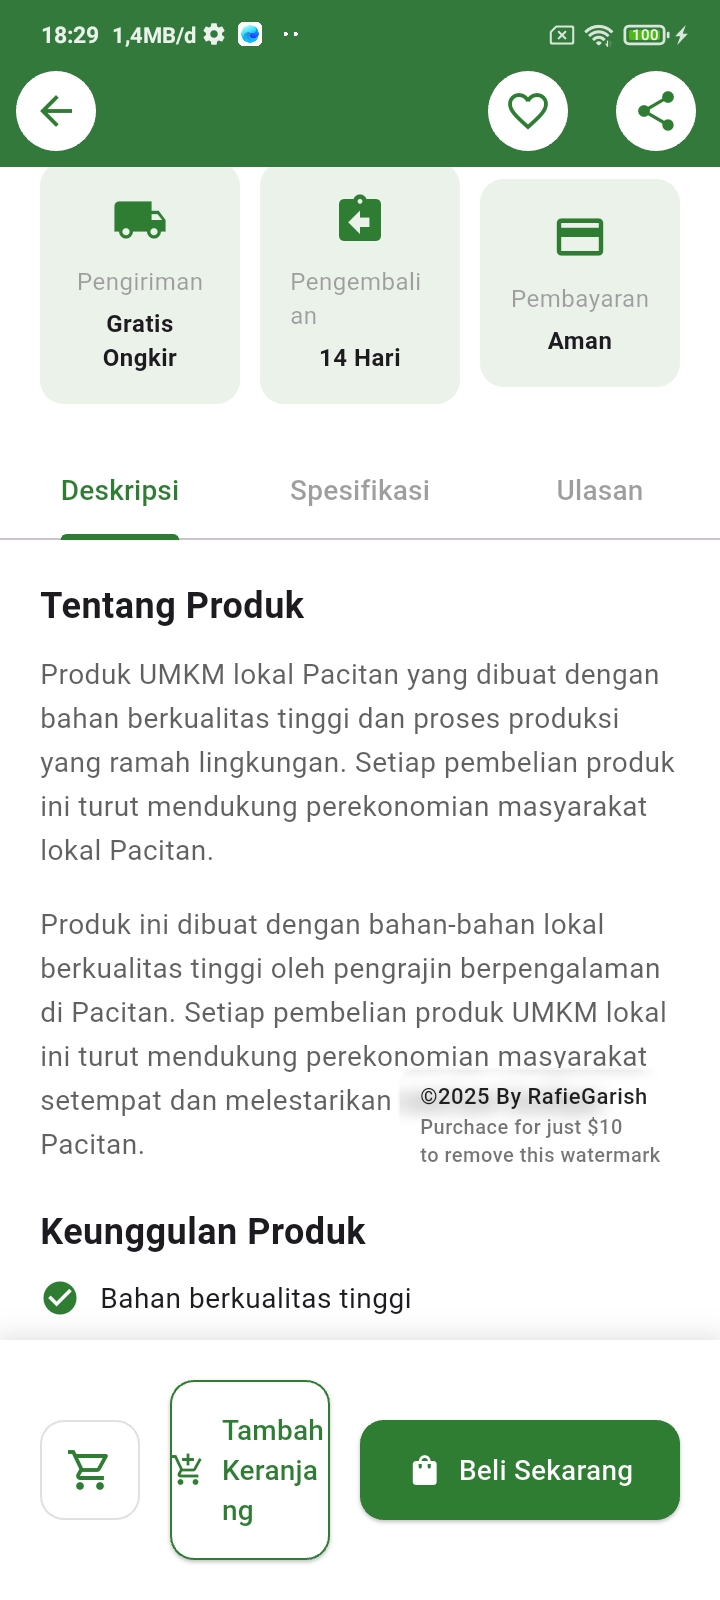 18:29 1,4MB/d
100
Pengiriman
Gratis
Ongkir
Pengembali
an
14 Hari
Pembayaran
Aman
Deskripsi
Spesifikasi
Ulasan
Tentang Produk
Produk UMKM lokal Pacitan yang dibuat dengan
bahan berkualitas tinggi dan proses produksi
yang ramah lingkungan. Setiap pembelian produk
ini turut mendukung perekonomian masyarakat
lokal Pacitan.
Produk ini dibuat dengan bahan-bahan lokal
berkualitas tinggi oleh pengrajin berpengalaman
di Pacitan. Setiap pembelian produk UMKM lokal
ini turut mendukung perekonomian masyarakat
setempat dan melestarikan
Pacitan.
©2025 By RafieGarish
Purchace for just $10
to remove this watermark
Keunggulan Produk
Bahan berkualitas tinggi
Tambah
Keranja
ng
Beli Sekarang